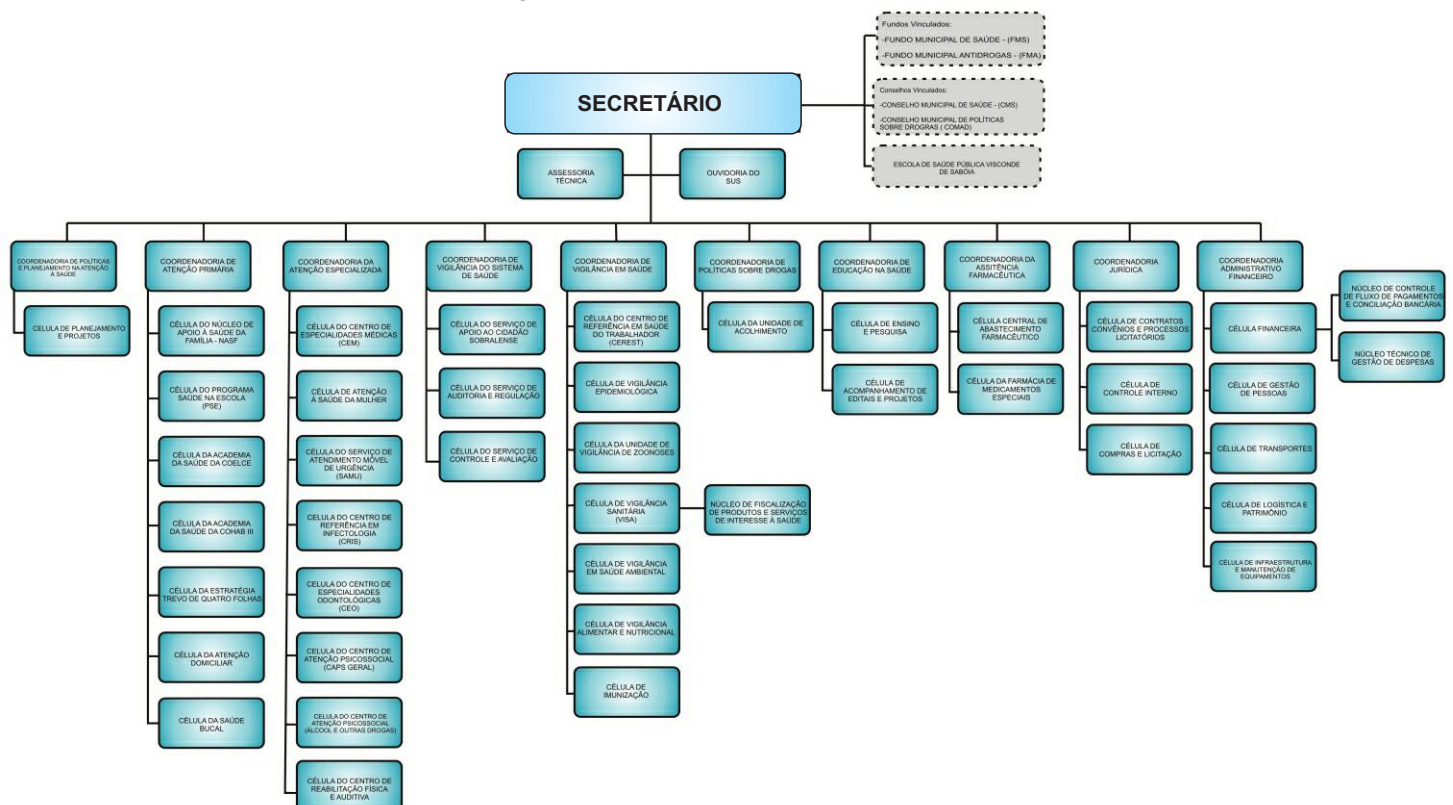 Fundos Vinculados:
-FUNDO MUNICIPAL DE SAÚDE - (FMS)
-FUNDO MUNICIPAL ANTIDROGAS - (FMA)
SECRETÁRIO
Conselhos Vinculados:
-CONSELHO MUNICIPAL DE SAÚDE - (CMS)
-CONSELHO MUNICIPAL DE POLÍTICAS
SOBRE DROGRAS ( COMAD)
ESCOLA DE SAÚDE PÚBLICA VISCONDE
DE SABÓIA
ASSESSORIA
TÉCNICA
OUVIDORIA DO
SUS
COORDENADORIA DE POLÍTICAS
E PLANEJAMENTO NA ATENÇÃO
À SAÚDE
CÉLULA DE PLANEJAMENTO
E PROJETOS
COORDENADORIA DE
ATENÇÃO PRIMÁRIA
CÉLULA DO NÚCLEO DE
APOIO À SAÚDE DA
FAMÍLIA - NASF
CÉLULA DO PROGRAMA
SAÚDE NA ESCOLA
(PSE)
CÉLULA DA ACADEMIA
DA SAÚDE DA COELCE
CÉLULA DA ACADEMIA
DA SAÚDE DA COHAB III
CÉLULA DA ESTRATÉGIA
TREVO DE QUATRO FOLHAS
CÉLULA DA ATENÇÃO
DOMICILIAR
CÉLULA DA SAÚDE
BUCAL
COORDENADORIA DA
ATENÇÃO ESPECIALIZADA
CÉLULA DO CENTRO DE
ESPECIALIDADES MÉDICAS
(CEM)
CÉLULA DE ATENÇÃO
À SAÚDE DA MULHER
CÉLULA DO SERVIÇO DE
ATENDIMENTO MÓVEL
DE URGÊNCIA
(SAMU)
CÉLULA DO CENTRO DE
REFERÊNCIA EM
INFECTOLOGIA
(CRIS)
CELULA DO CENTRO DE
ESPECIALIDADES
ODONTOLÓGICAS
(CEO)
CELULA DO CENTRO DE
ATENÇÃO PSICOSSOCIAL
(CAPS GERAL)
CELULA DO CENTRO DE
ATENÇÃO PSICOSSOCIAL
(ÁLCOOL E OUTRAS DROGAS)
CÉLULA DO CENTRO DE
REABILITAÇÃO FÍSICA
E AUDITIVA
COORDENADORIA DE
VIGILÂNCIA DO SISTEMA
DE SAÚDE
CÉLULA DO SERVIÇO DE
APOIO AO CIDADÃO
SOBRALENSE
CÉLULA DO SERVIÇO DE
AUDITORIA E REGULAÇÃO
CÉLULA DO SERVIÇO DE
CONTROLE E AVALIAÇÃO
COORDENADORIA DE
VIGILÂNCIA EM SAÚDE
CÉLULA DO CENTRO DE
REFERÊNCIA EM SAÚDE
DO TRABALHADOR
(CEREST)
CÉLULA DE VIGILÂNCIA
EPIDEMIOLÓGICA
CÉLULA DA UNIDADE DE
VIGILÂNCIA DE ZOONOSES
CÉLULA DE VIGILÂNCIA
SANITÁRIA
(VISA)
NÚCLEO DE FISCALIZAÇÃO
DE PRODUTOS E SERVIÇOS
DE INTERESSE À SAÚDE
CÉLULA DE VIGILÂNCIA
EM SAÚDE AMBIENTAL
CÉLULA DE VIGILÂNCIA
ALIMENTAR E NUTRICIONAL
CÉLULA DE
IMUNIZAÇÃO
COORDENADORIA DE
POLÍTICAS SOBRE DROGAS
CÉLULA DA UNIDADE DE
ACOLHIMENTO
COORDENADORIA DE
EDUCAÇÃO NA SAÚDE
CÉLULA DE ENSINO
E PESQUISA
CÉLULA DE
ACOMPANHAMENTO DE
EDITAIS E PROJETOS
COORDENADORIA DA
ASSITÊNCIA
FARMACÊUTICA
CÉLULA CENTRAL DE
ABASTECIMENTO
FARMACÊUTICO
CÉLULA DA FARMÁCIA DE
MEDICAMENTOS
ESPECIAIS
COORDENADORIA
JURÍDICA
CÉLULA DE CONTRATOS
CONVÊNIOS E PROCESSOS
LICITATÓRIOS
CÉLULA DE
CONTROLE INTERNO
CÉLULA DE
COMPRAS E LICITAÇÃO
COORDENADORIA
ADMINISTRATIVO
FINANCEIRO
CÉLULA FINANCEIRA
NÚCLEO DE CONTROLE
DE FLUXO DE PAGAMENTOS
E CONCILIAÇÃO BANCÁRIA
NÚCLEO TÉCNICO DE
GESTÃO DE DESPESAS
CÉLULA DE GESTÃO
DE PESSOAS
CÉLULA DE TRANSPORTES
CÉLULA DE LOGÍSTICA E
PATRIMÔNIO
CÉLULA DE INFRAESTRUTURA
E MANUTENÇÃO DE
EQUIPAMENTOS